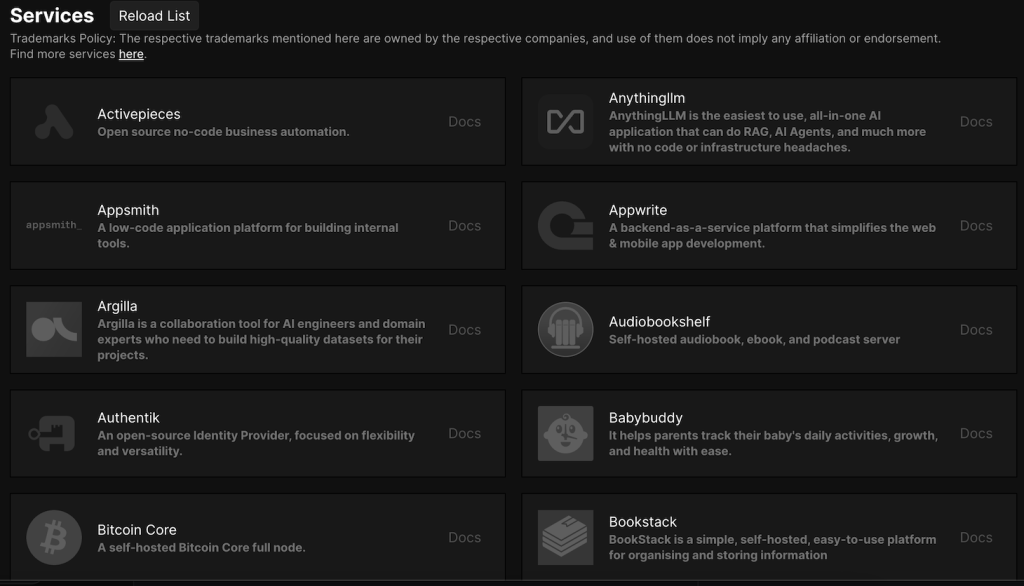 Services
Reload List
Trademarks Policy: The respective trademarks mentioned here are owned by the respective companies, and use of them does not imply any affiliation or endorsement.
Find more services here.
Activepieces
Open source no-code business automation.
Docs
Anythingllm
AnythingLLM is the easiest to use, all-in-one AI
application that can do RAG, AI Agents, and much more
with no code or infrastructure headaches.
Docs
appsmith_
Appsmith
A low-code application platform for building internal
tools.
Docs
Appwrite
A backend-as-a-service platform that simplifies the web
& mobile app development.
Docs
Argilla
Argilla is a collaboration tool for AI engineers and domain
experts who need to build high-quality datasets for their
projects.
Docs
Audiobookshelf
Self-hosted audiobook, ebook, and podcast server
Docs
Authentik
An open-source Identity Provider, focused on flexibility
and versatility.
Docs
Babybuddy
It helps parents track their baby's daily activities, growth,
and health with ease.
Docs
Bitcoin Core
A self-hosted Bitcoin Core full node.
Docs
Bookstack
BookStack is a simple, self-hosted, easy-to-use platform
for organising and storing information
Docs